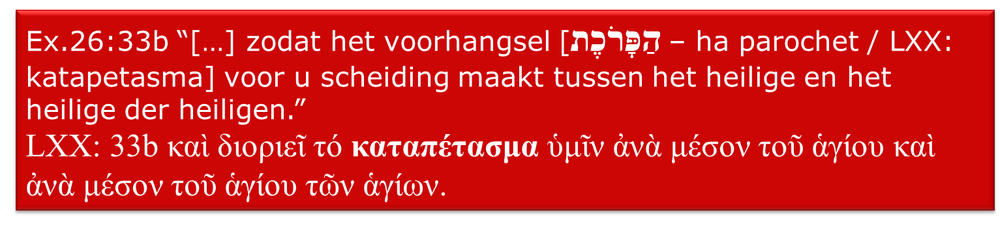 Ex.26:33b “[…] zodat het voorhangsel [הַפָּרֹכֶת – ha parochet / LXX:
katapetasma] voor u scheiding maakt tussen het heilige en het
heilige der heiligen.”
LXX: 33b καὶ διοριεῖ τό καταπέτασμα ὑμῖν ἀνὰ μέσον τοῦ ἁγίου καὶ
ἀνὰ μέσον τοῦ ἁγίου τῶν ἁγίων.